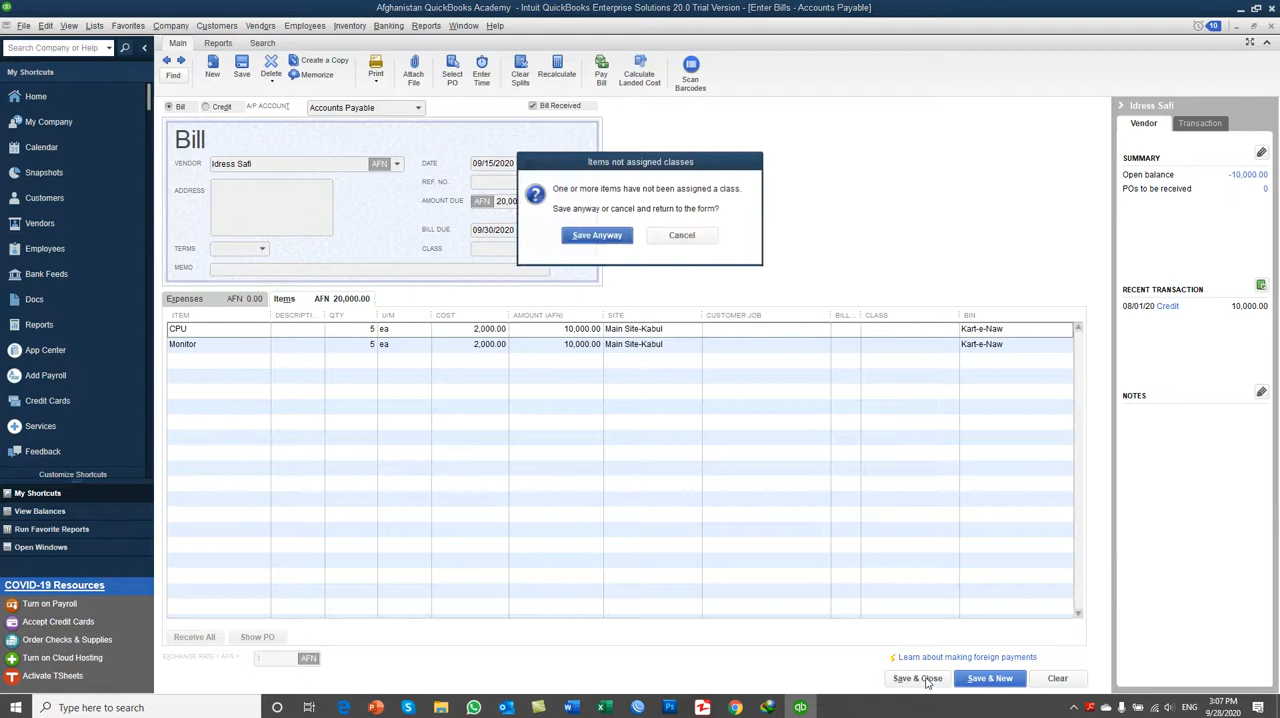 Afghanistan QuickBooks Academy - Intuit QuickBooks Enterprise Solutions 20.0 Trial Version - [Enter Bills - Accounts Payable]
File Edit View Lists Favorites Company Customers Vendors Employees Inventory Banking Reports Window Help 10
Search Company or Help
Main Reports Search
My Shortcuts
Home
My Company
Calendar
Snapshots
Customers
Vendors
Employees
Bank Feeds
Docs
Reports
App Center
Add Payroll
Credit Cards
Services
Feedback
Customize Shortcuts
My Shortcuts
View Balances
Run Favorite Reports
Open Windows
COVID-19 Resources
Turn on Payroll
Accept Credit Cards
Order Checks & Supplies
Turn on Cloud Hosting
Activate TSheets
Find New Save Delete Create a Copy Memorize Print Attach File Select PO Enter Time Clear Splits Recalculate Pay Bill Calculate Landed Cost Scan Barcodes
Bill Credit A/P ACCOUNT Accounts Payable Bill Received
Bill
VENDOR Idress Safi AFN DATE 09/15/2020
ADDRESS REF. NO.
AMOUNT DUE AFN 20,00
BILL DUE 09/30/2020
TERMS CLASS
MEMO
Items not assigned classes
One or more items have not been assigned a class.
Save anyway or cancel and return to the form?
Save Anyway Cancel
Expenses AFN 0.00 Items AFN 20,000.00
ITEM DESCRIPTI... QTY U/M COST AMOUNT (AFN) SITE CUSTOMER:JOB BILL... CLASS BIN
CPU 5 ea 2,000.00 10,000.00 Main Site-Kabul Kart-e-Naw
Monitor 5 ea 2,000.00 10,000.00 Main Site-Kabul Kart-e-Naw
Receive All Show PO
EXCHANGE RATE 1 AFN = 1 AFN
Learn about making foreign payments
Save & Close Save & New Clear
Idress Safi
Vendor Transaction
SUMMARY
Open balance -10,000.00
POs to be received 0
RECENT TRANSACTION
08/01/20 Credit 10,000.00
NOTES
Type here to search
3:07 PM
9/28/2020